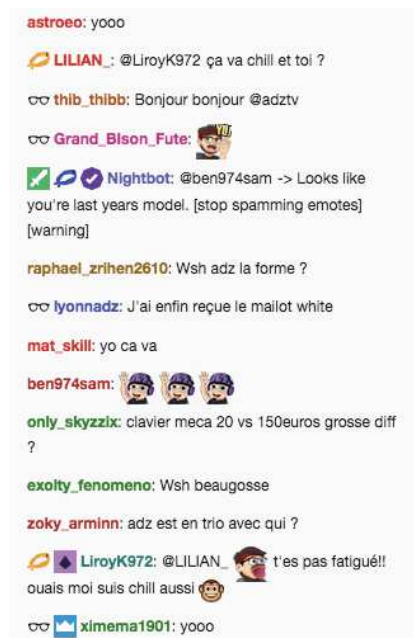 astroeo: yooo
LILIAN_: @LiroyK972 ça va chill et toi ?
thib_thibb: Bonjour bonjour @adztv
Grand_BIson_Fute: YO!
Nightbot: @ben974sam -> Looks like
you're last years model. [stop spamming emotes]
[warning]
raphael_zrihen2610: Wsh adz la forme ?
lyonnadz: J'ai enfin reçue le mailot white
mat_skill: yo ca va
ben974sam:
only_skyzzix: clavier meca 20 vs 150euros grosse diff
?
exolty_fenomeno: Wsh beaugosse
zoky_arminn: adz est en trio avec qui ?
LiroyK972: @LILIAN_ t'es pas fatigué!!
ouais moi suis chill aussi
ximema1901: yooo